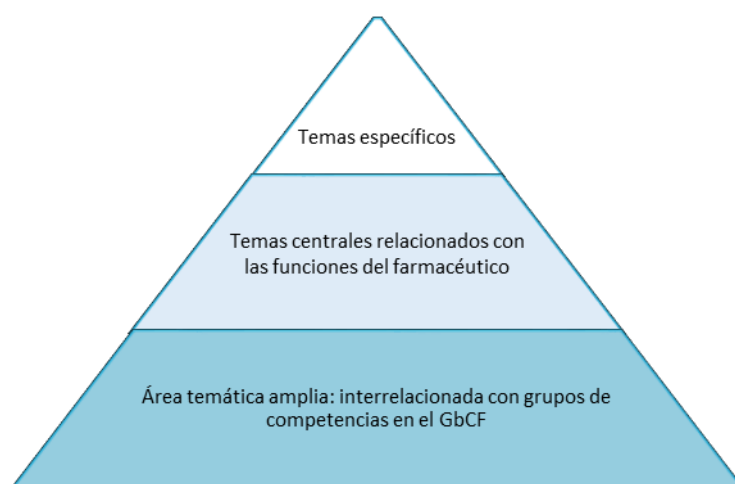 Temas específicos
Temas centrales relacionados con
las funciones del farmacéutico
Área temática amplia: interrelacionada con grupos de
competencias en el GbCF